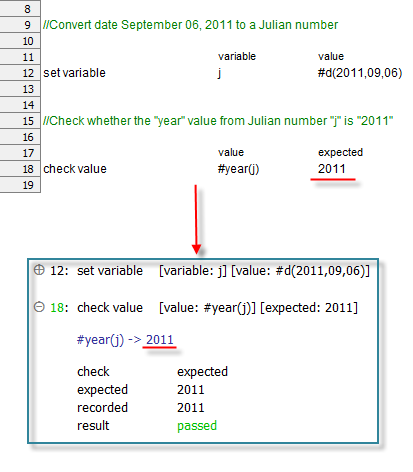 8
9 //Convert date September 06, 2011 to a Julian number
10
11 variable value
12 set variable j #d(2011,09,06)
13
14
15 //Check whether the "year" value from Julian number "j" is "2011"
16
17 value expected
18 check value #year(j) 2011
19
12: set variable [variable: j] [value: #d(2011,09,06)]
18: check value [value: #year(j)] [expected: 2011]
#year(j) -> 2011
check expected
expected 2011
recorded 2011
result passed